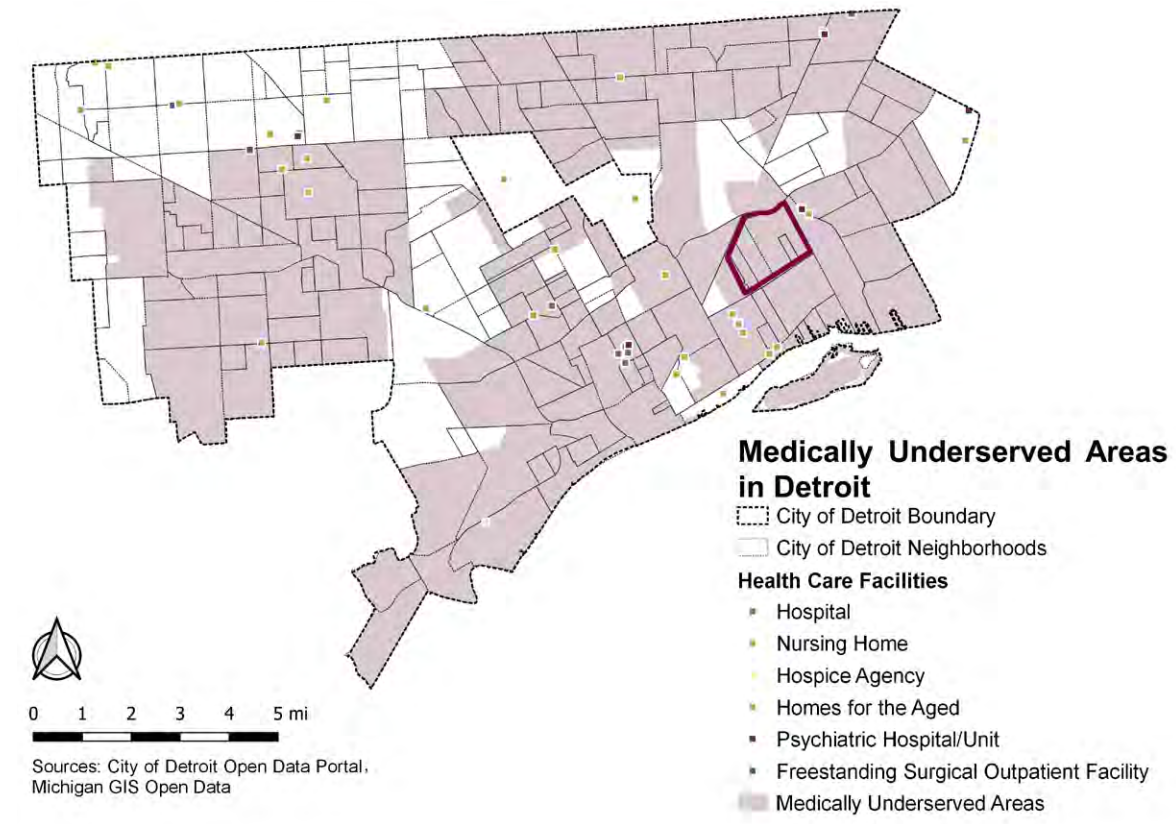 Medically Underserved Areas
in Detroit
City of Detroit Boundary
City of Detroit Neighborhoods
Health Care Facilities
Hospital
Nursing Home
Hospice Agency
Homes for the Aged
Psychiatric Hospital/Unit
Freestanding Surgical Outpatient Facility
Medically Underserved Areas
0 1 2 3 4 5 mi
Sources: City of Detroit Open Data Portal,
Michigan GIS Open Data